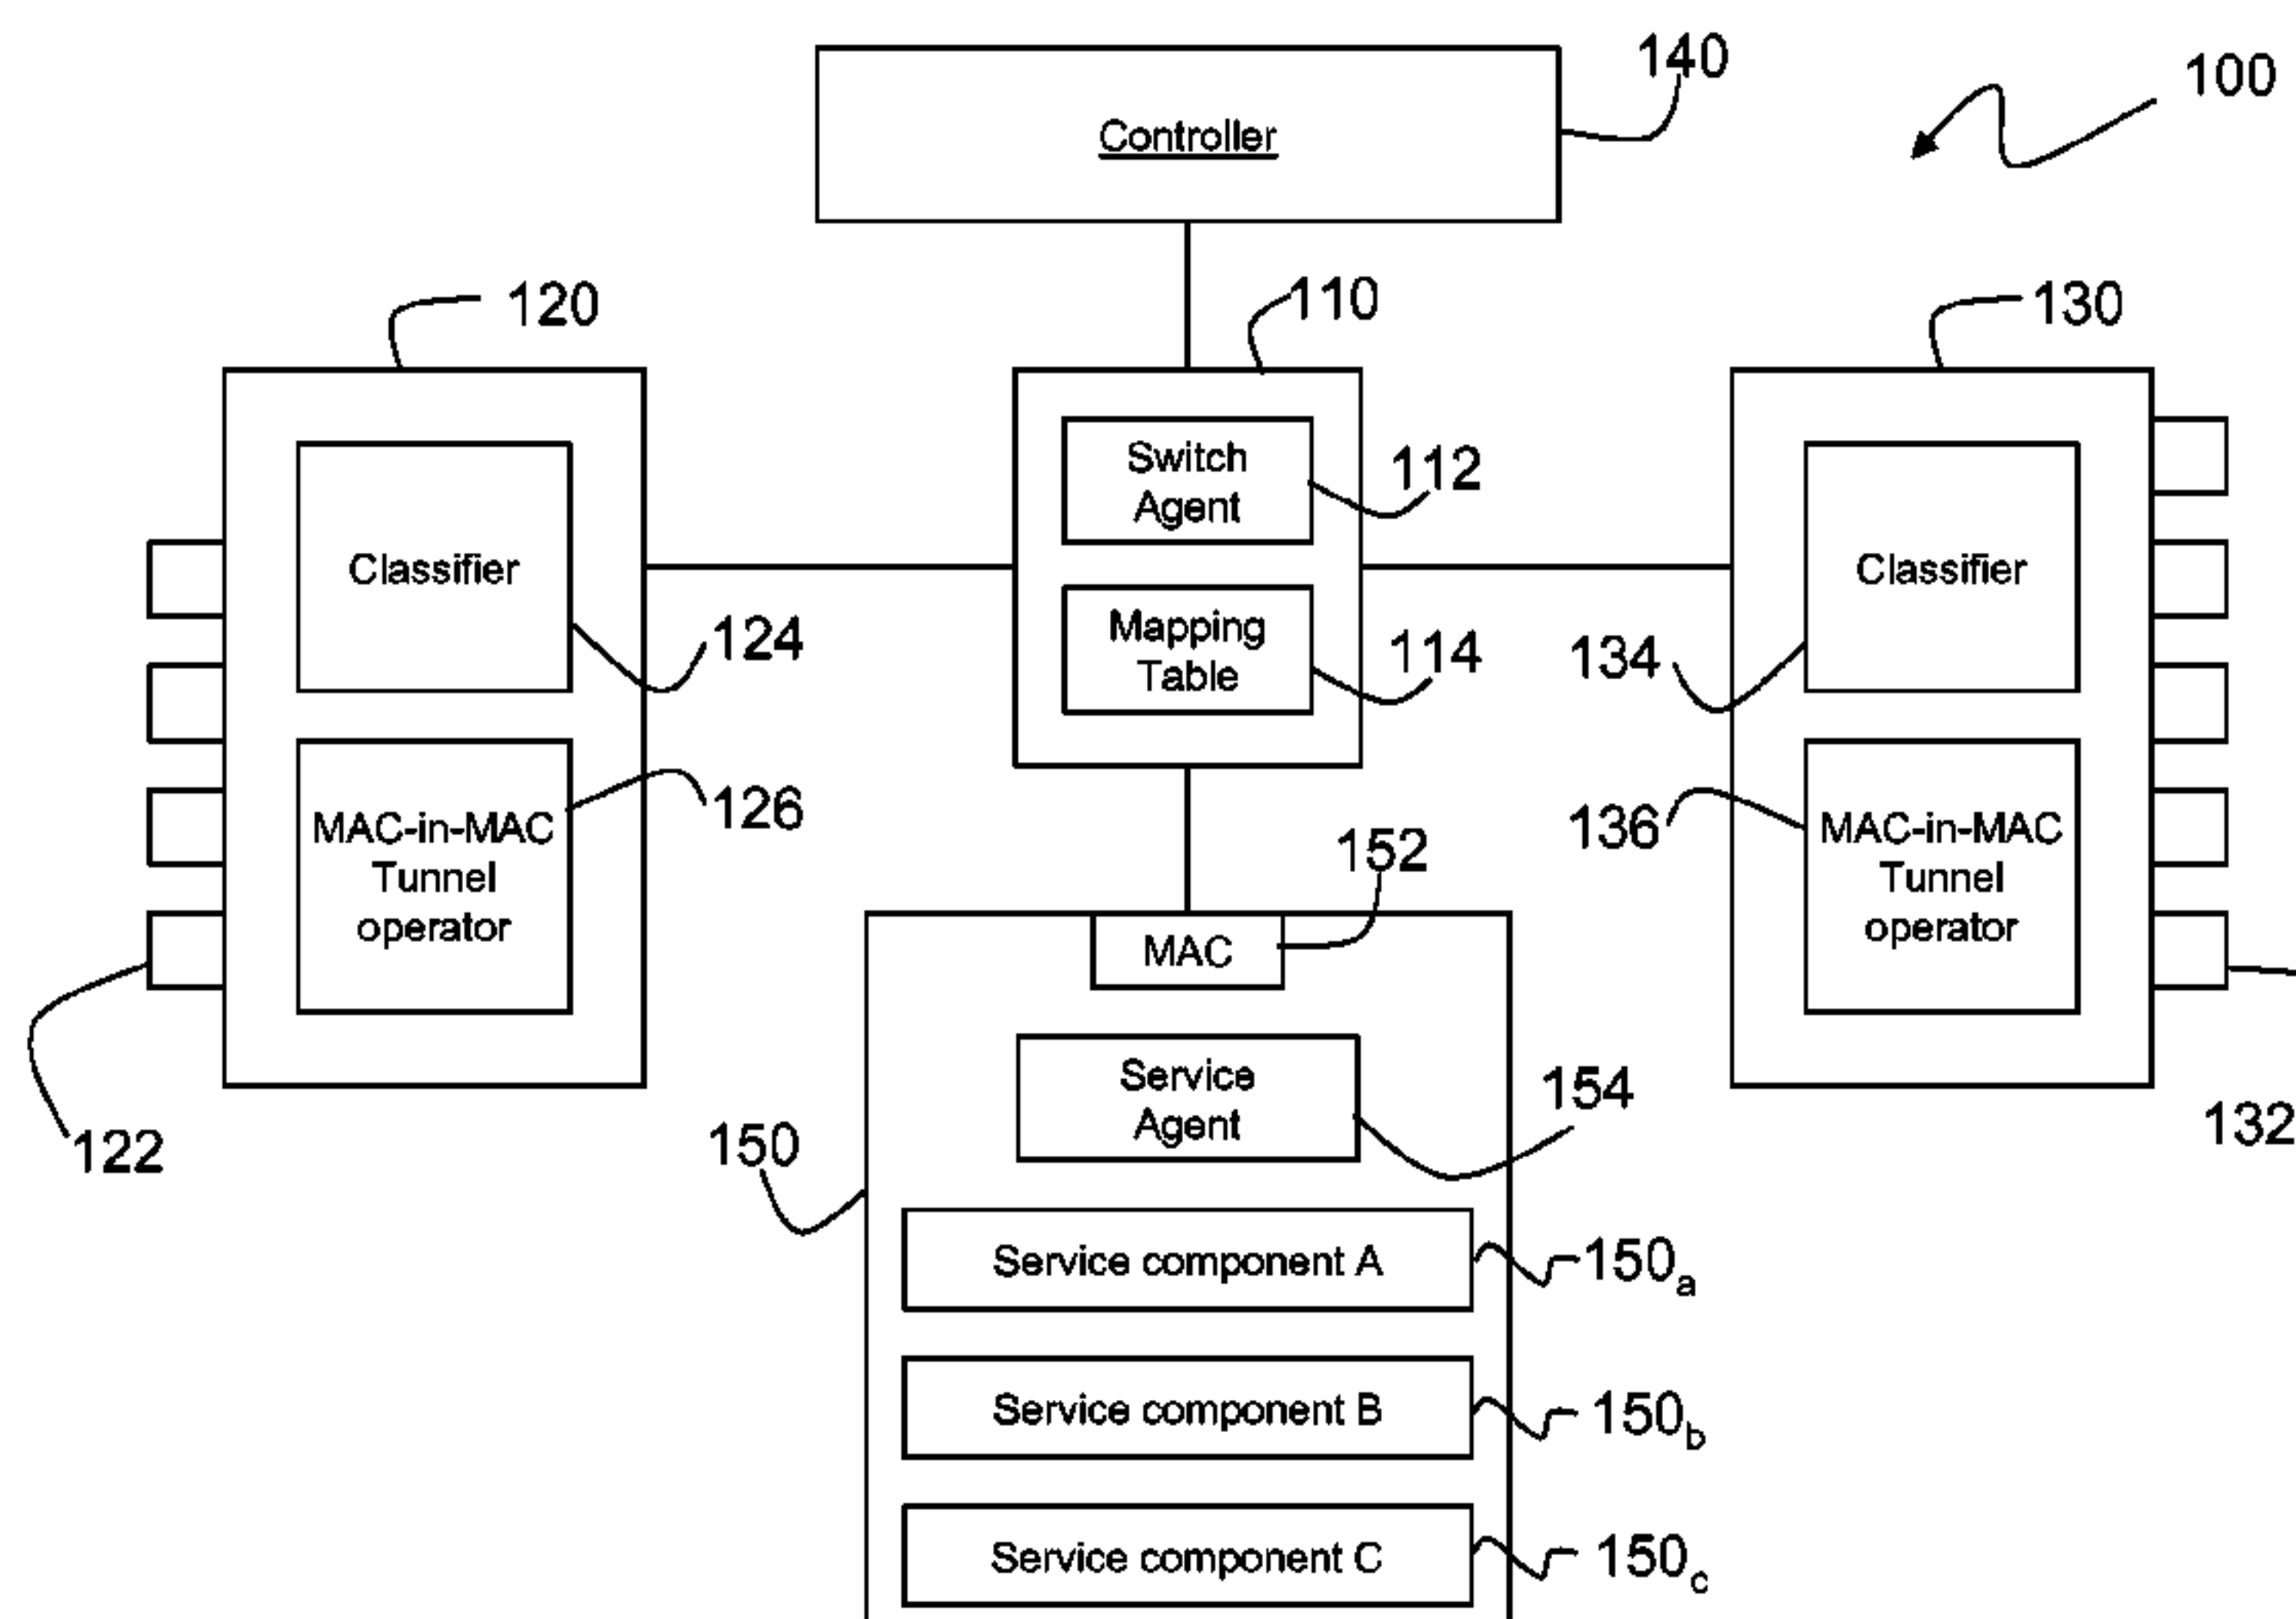 140
100
Controller
120
110
130
Switch
Agent
112
Classifier
Classifier
Mapping
Table
124
114
134
MAC-in-MAC
Tunnel
operator
126
136
MAC-in-MAC
Tunnel
operator
152
MAC
Service
Agent
154
122
150
132
Service component A
150a
Service component B
150b
Service component C
150c